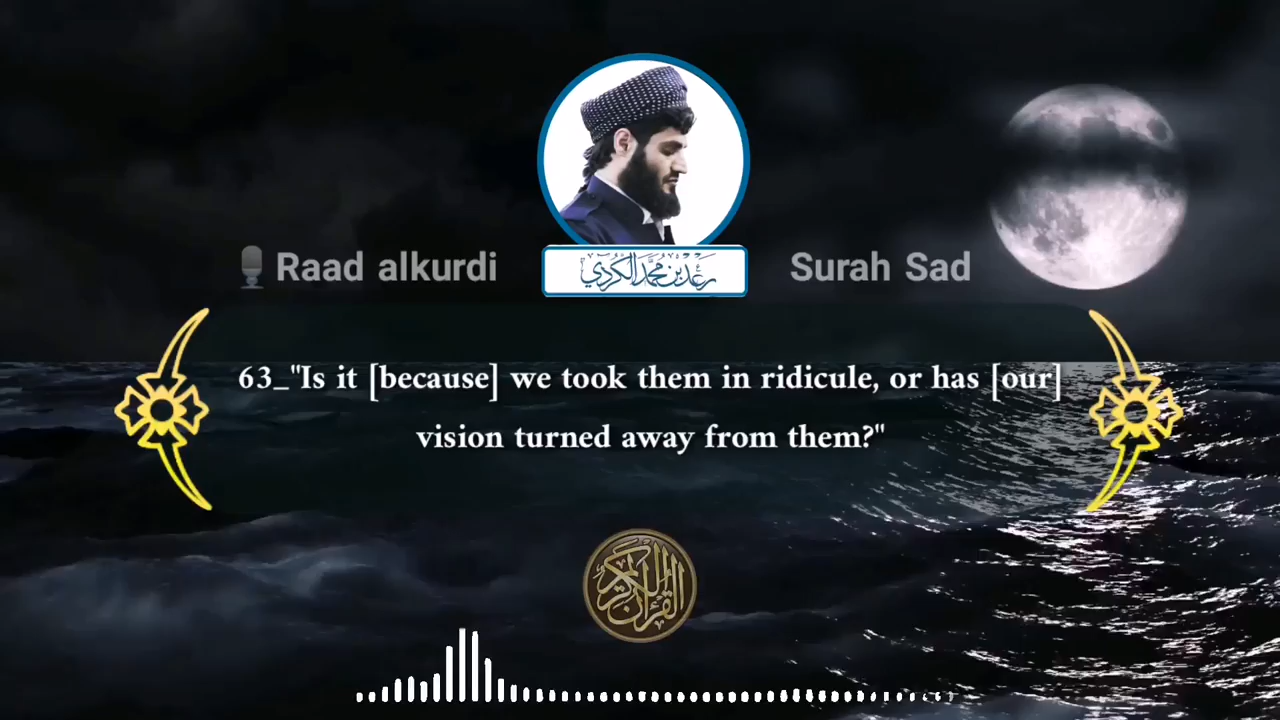 Raad alkurdi
رعد بن محمد الكردي
Surah Sad
63_"Is it [because] we took them in ridicule, or has [our]
vision turned away from them?"
القرآن الكريم